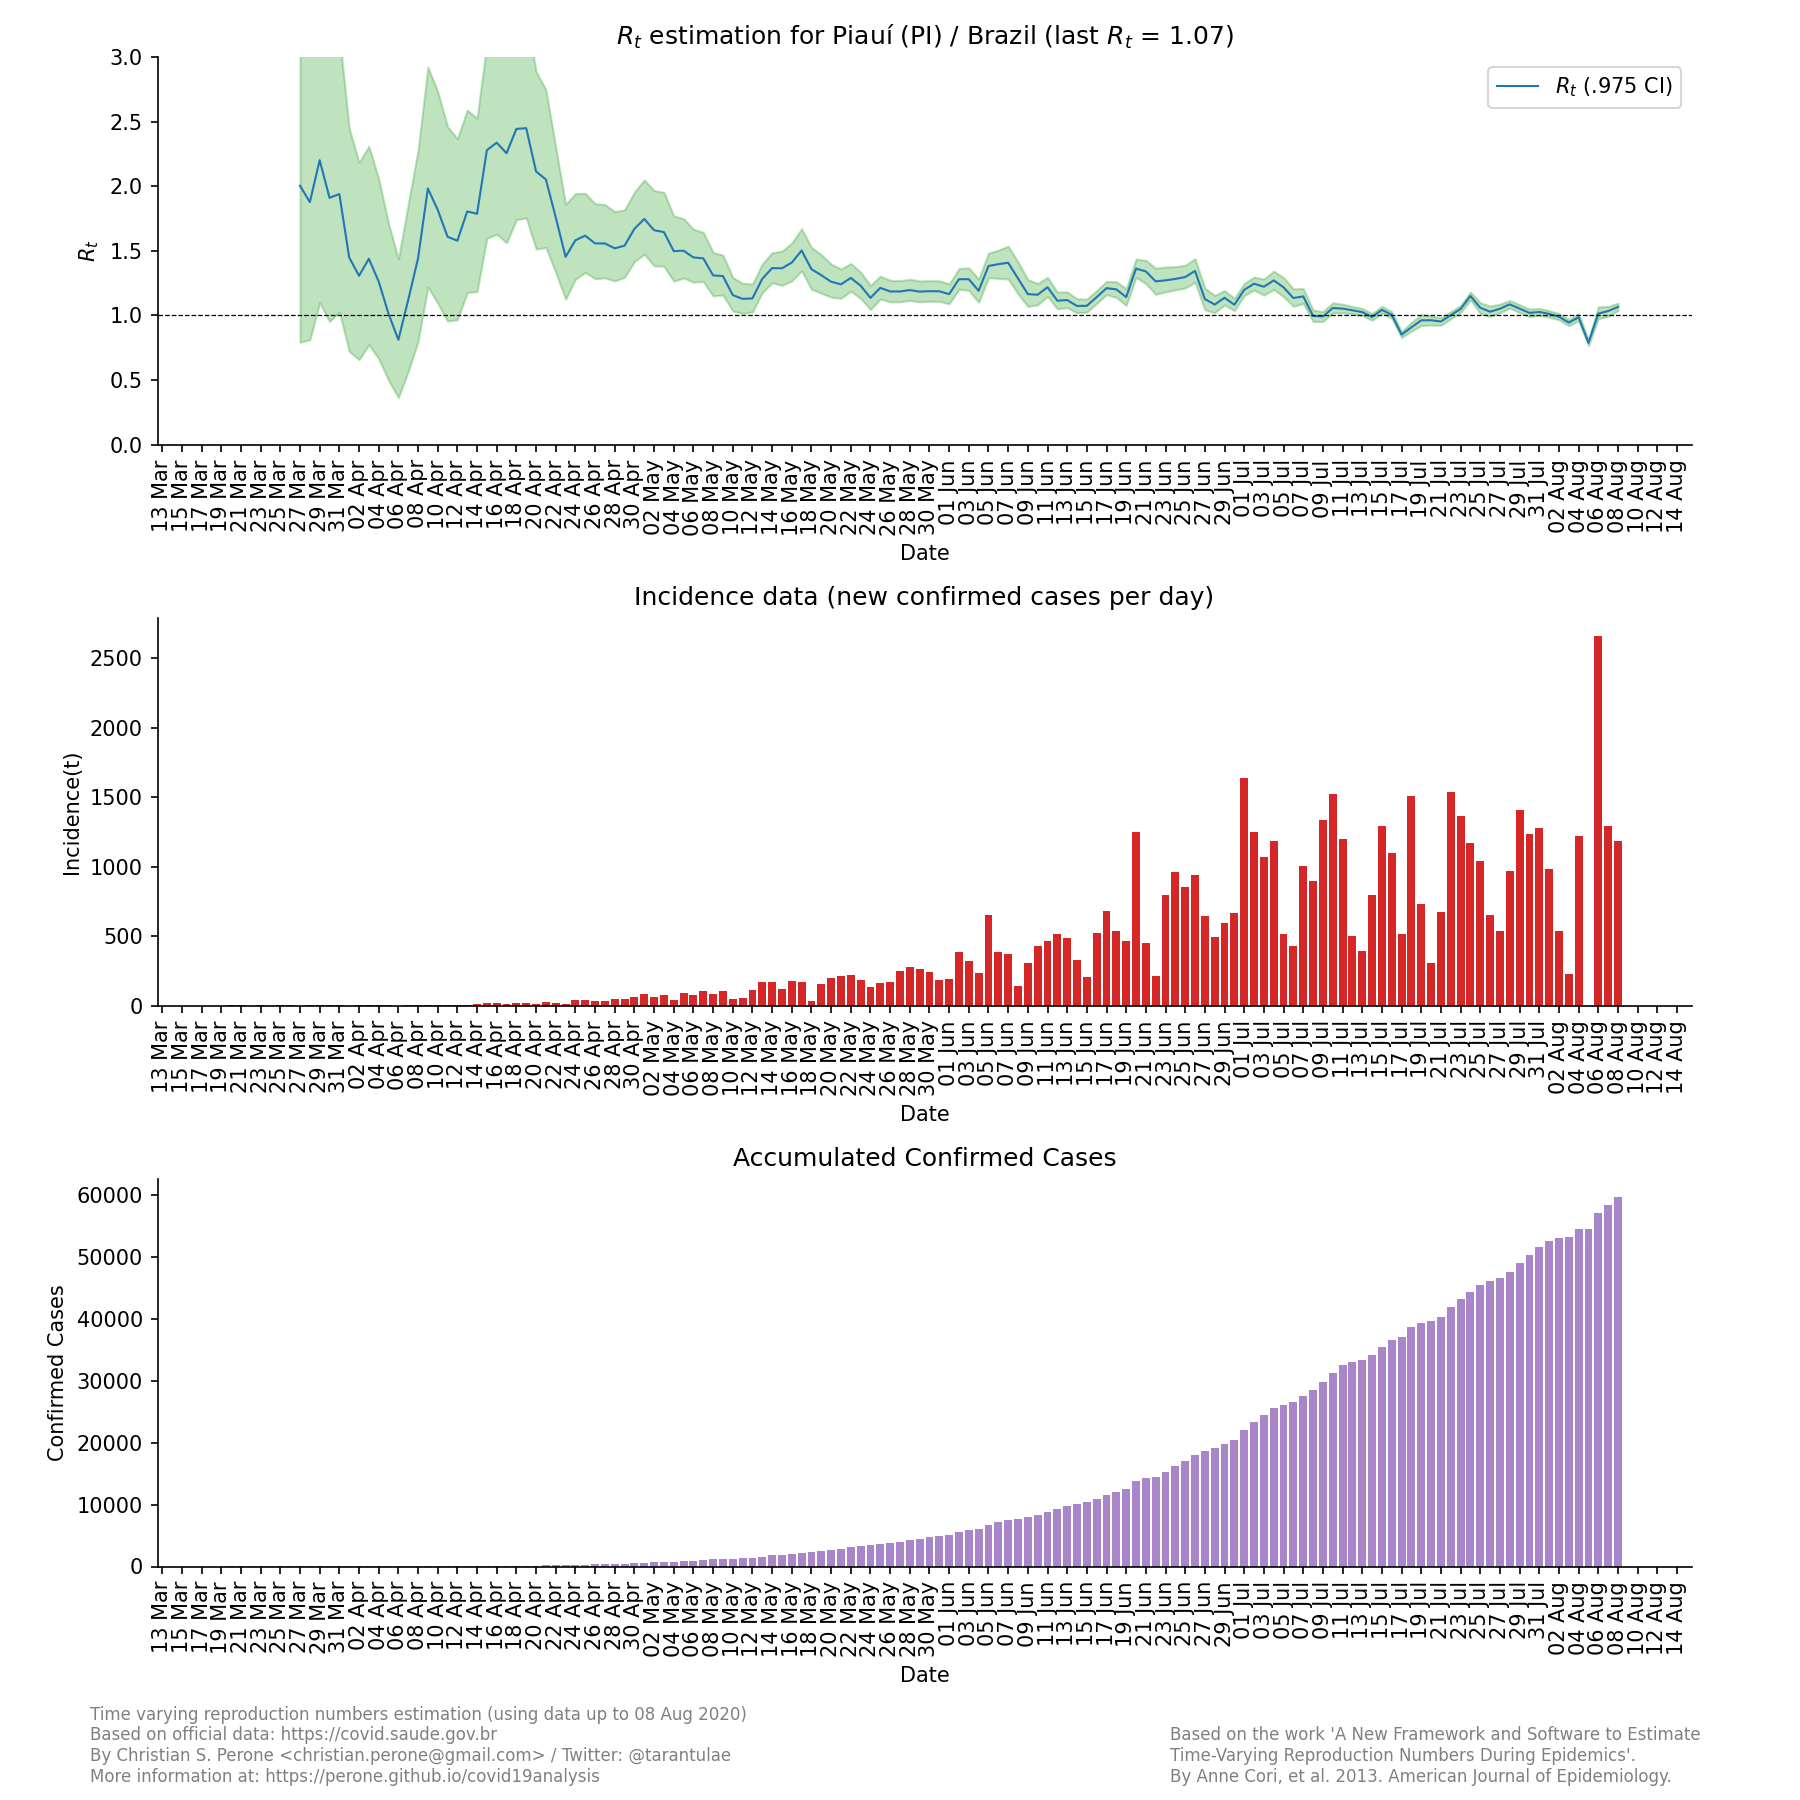 Rt estimation for Piauí (PI) / Brazil (last Rt = 1.07)
3.0
2.5
2.0
1.5
1.0
0.5
0.0
Rt
Rt (.975 CI)
13 Mar 15 Mar 17 Mar 19 Mar 21 Mar 23 Mar 25 Mar 27 Mar 29 Mar 31 Mar 02 Apr 04 Apr 06 Apr 08 Apr 10 Apr 12 Apr 14 Apr 16 Apr 18 Apr 20 Apr 22 Apr 24 Apr 26 Apr 28 Apr 30 Apr 02 May 04 May 06 May 08 May 10 May 12 May 14 May 16 May 18 May 20 May 22 May 24 May 26 May 28 May 30 May 01 Jun 03 Jun 05 Jun 07 Jun 09 Jun 11 Jun 13 Jun 15 Jun 17 Jun 19 Jun 21 Jun 23 Jun 25 Jun 27 Jun 29 Jun 01 Jul 03 Jul 05 Jul 07 Jul 09 Jul 11 Jul 13 Jul 15 Jul 17 Jul 19 Jul 21 Jul 23 Jul 25 Jul 27 Jul 29 Jul 31 Jul 02 Aug 04 Aug 06 Aug 08 Aug 10 Aug 12 Aug 14 Aug
Date
Incidence data (new confirmed cases per day)
2500
2000
1500
1000
500
0
Incidence(t)
13 Mar 15 Mar 17 Mar 19 Mar 21 Mar 23 Mar 25 Mar 27 Mar 29 Mar 31 Mar 02 Apr 04 Apr 06 Apr 08 Apr 10 Apr 12 Apr 14 Apr 16 Apr 18 Apr 20 Apr 22 Apr 24 Apr 26 Apr 28 Apr 30 Apr 02 May 04 May 06 May 08 May 10 May 12 May 14 May 16 May 18 May 20 May 22 May 24 May 26 May 28 May 30 May 01 Jun 03 Jun 05 Jun 07 Jun 09 Jun 11 Jun 13 Jun 15 Jun 17 Jun 19 Jun 21 Jun 23 Jun 25 Jun 27 Jun 29 Jun 01 Jul 03 Jul 05 Jul 07 Jul 09 Jul 11 Jul 13 Jul 15 Jul 17 Jul 19 Jul 21 Jul 23 Jul 25 Jul 27 Jul 29 Jul 31 Jul 02 Aug 04 Aug 06 Aug 08 Aug 10 Aug 12 Aug 14 Aug
Date
Accumulated Confirmed Cases
60000
50000
40000
30000
20000
10000
0
Confirmed Cases
13 Mar 15 Mar 17 Mar 19 Mar 21 Mar 23 Mar 25 Mar 27 Mar 29 Mar 31 Mar 02 Apr 04 Apr 06 Apr 08 Apr 10 Apr 12 Apr 14 Apr 16 Apr 18 Apr 20 Apr 22 Apr 24 Apr 26 Apr 28 Apr 30 Apr 02 May 04 May 06 May 08 May 10 May 12 May 14 May 16 May 18 May 20 May 22 May 24 May 26 May 28 May 30 May 01 Jun 03 Jun 05 Jun 07 Jun 09 Jun 11 Jun 13 Jun 15 Jun 17 Jun 19 Jun 21 Jun 23 Jun 25 Jun 27 Jun 29 Jun 01 Jul 03 Jul 05 Jul 07 Jul 09 Jul 11 Jul 13 Jul 15 Jul 17 Jul 19 Jul 21 Jul 23 Jul 25 Jul 27 Jul 29 Jul 31 Jul 02 Aug 04 Aug 06 Aug 08 Aug 10 Aug 12 Aug 14 Aug
Date
Time varying reproduction numbers estimation (using data up to 08 Aug 2020)
Based on official data: https://covid.saude.gov.br
By Christian S. Perone <christian.perone@gmail.com> / Twitter: @tarantulae
More information at: https://perone.github.io/covid19analysis
Based on the work 'A New Framework and Software to Estimate
Time-Varying Reproduction Numbers During Epidemics'.
By Anne Cori, et al. 2013. American Journal of Epidemiology.